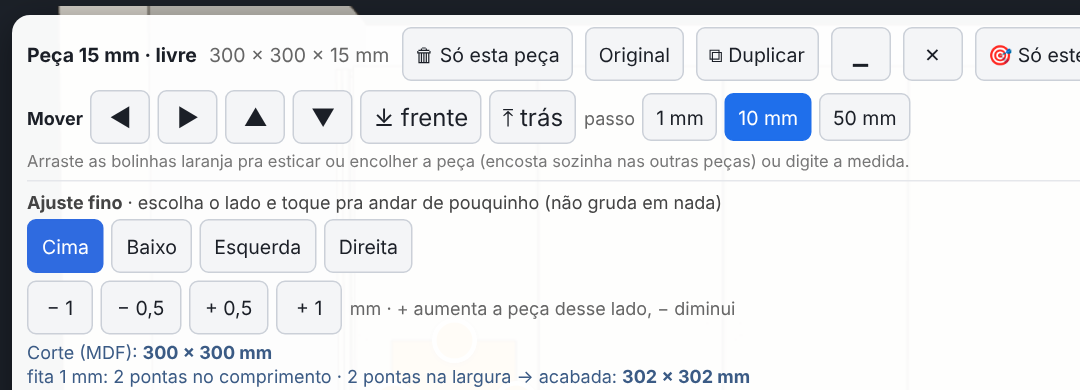 Peça 15 mm · livre 300 × 300 × 15 mm 🗑 Só esta peça Original ⧉ Duplicar _ × 🎯 Só este
Mover ◀ ▶ ▲ ▼ ⤓ frente ⤒ trás passo 1 mm 10 mm 50 mm
Arraste as bolinhas laranja pra esticar ou encolher a peça (encosta sozinha nas outras peças) ou digite a medida.
Ajuste fino · escolha o lado e toque pra andar de pouquinho (não gruda em nada)
Cima Baixo Esquerda Direita
− 1 − 0,5 + 0,5 + 1 mm · + aumenta a peça desse lado, − diminui
Corte (MDF): 300 × 300 mm
fita 1 mm: 2 pontas no comprimento · 2 pontas na largura → acabada: 302 × 302 mm